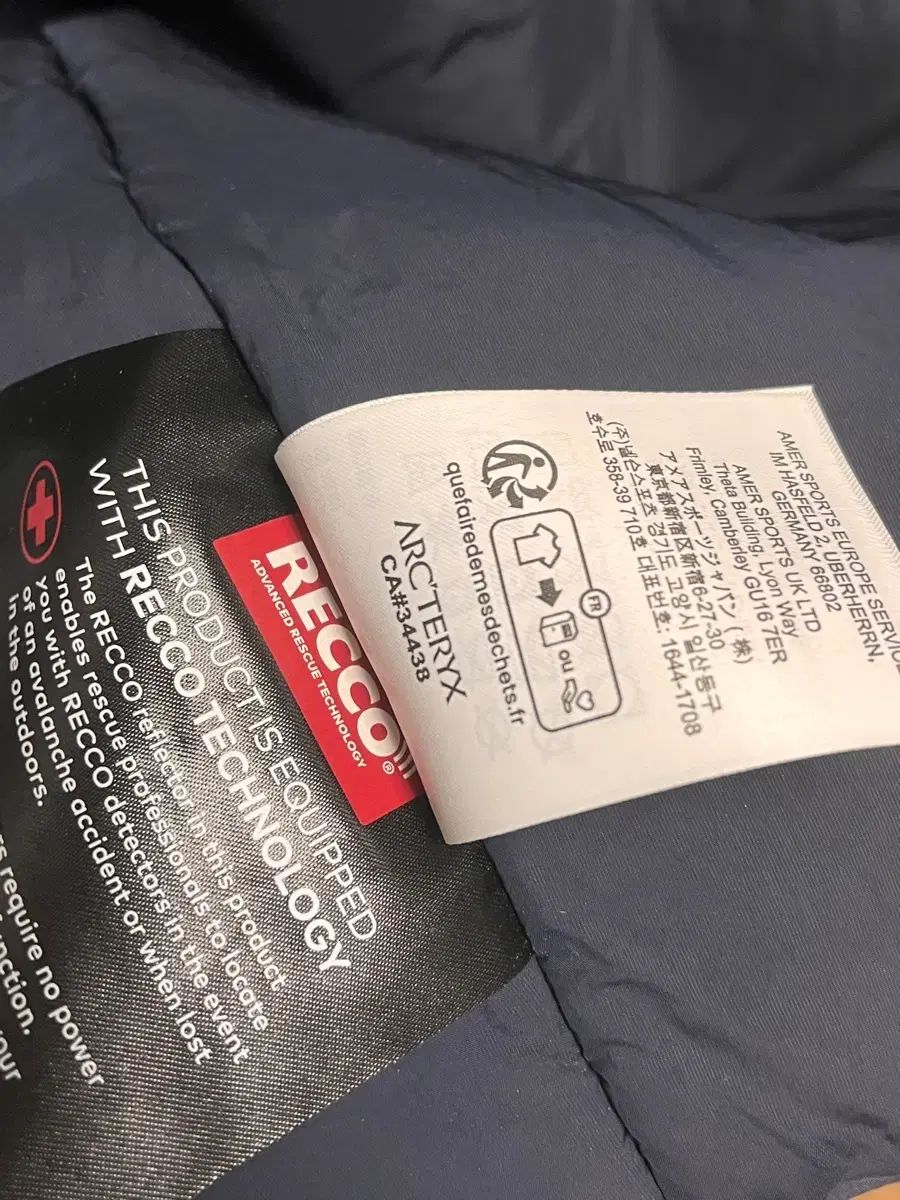 AMER SPORTS EUROPE
IM HASFELD 2, UBERHERRN,
GERMANY 66802
AMER SPORTS UK LTD
Theta Buliding, Lyon Way
Frimley, Camberley GU16 7ER
アメアスポーツジャパン ( 株)
東京都新宿区新宿6-27-30
(주)넬슨스포츠 경기도 고양시 일산동구
호수로 358-39 710호 대표번호: 1644-1708
FR
ou
quefairedemesdechets.fr
ARC'TERYX
CA#34438
RECCO®
ADVANCED RESCUE TECHNOLOGY
THIS PRODUCT IS EQUIPPED
WITH RECCO TECHNOLOGY
The RECCO reflector in this product
enables rescue professionals to locate
you with RECCO detectors in the event
of an avalanche accident or when lost
in the outdoors.
require no power